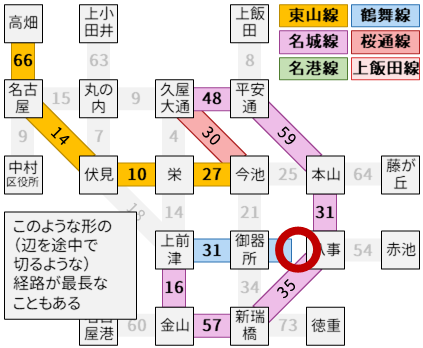 高畑
上小
田井
上飯
田
東山線
鶴舞線
名城線
桜通線
名港線
上飯田線
66
63
8
名古
屋
15
丸の
内
9
久屋
大通
48
平安
通
9
14
7
4
30
59
中村
区役所
伏見
10
栄
27
今池
25
本山
64
藤が
丘
18
14
21
31
このような形の
（辺を途中で
切るような）
経路が最長な
こともある
上前
津
31
御器
所
八事
54
赤池
16
34
35
屋港
60
金山
57
新瑞
橋
73
徳重